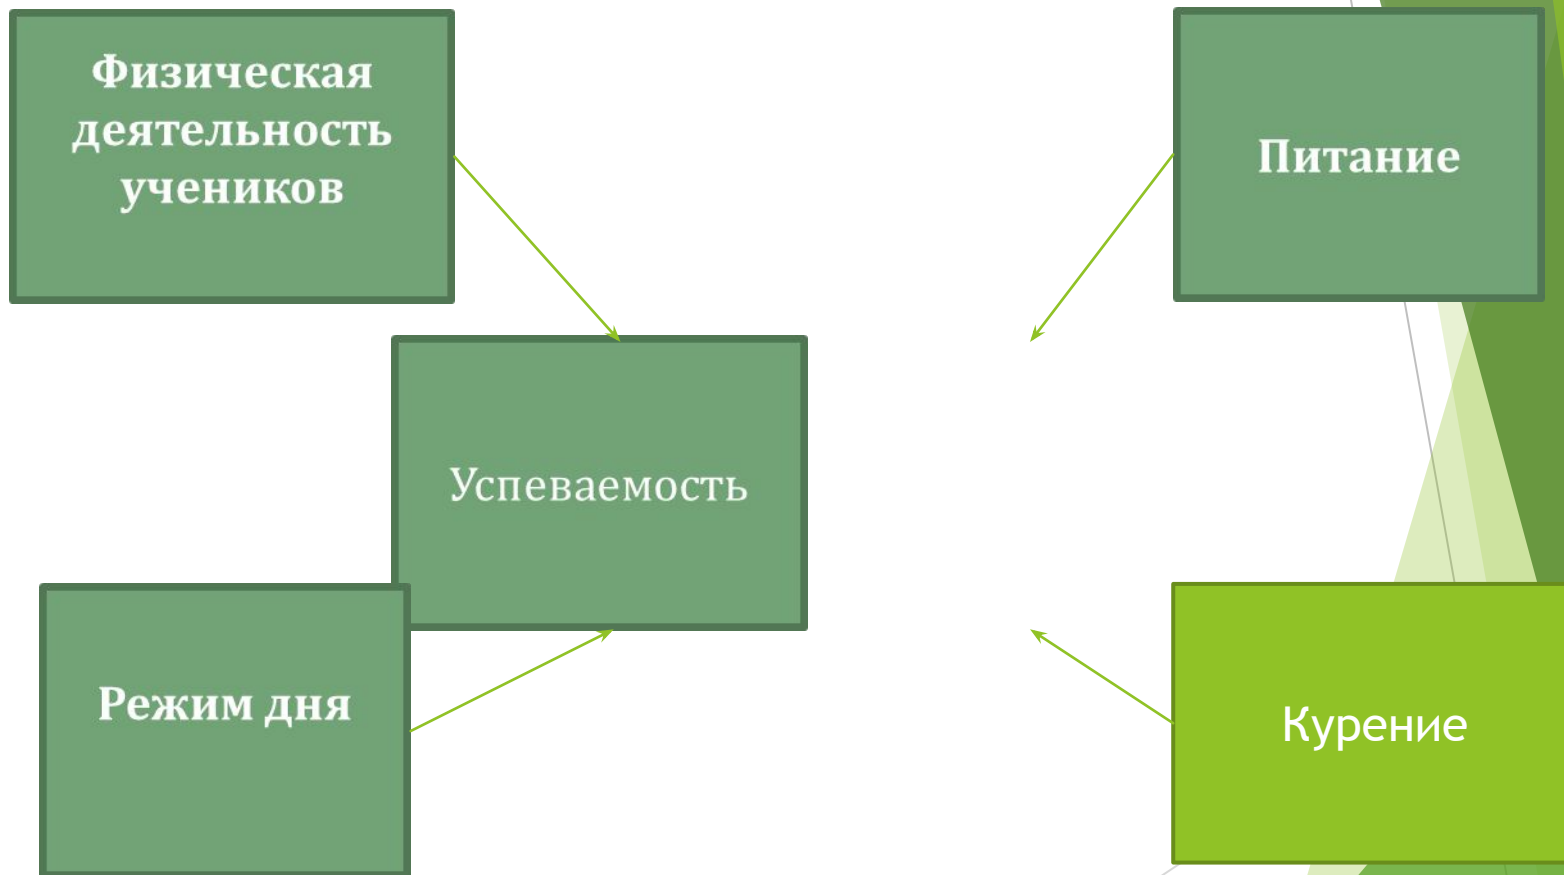 Физическая
деятельность
учеников
Питание
Успеваемость
Режим дня
Курение